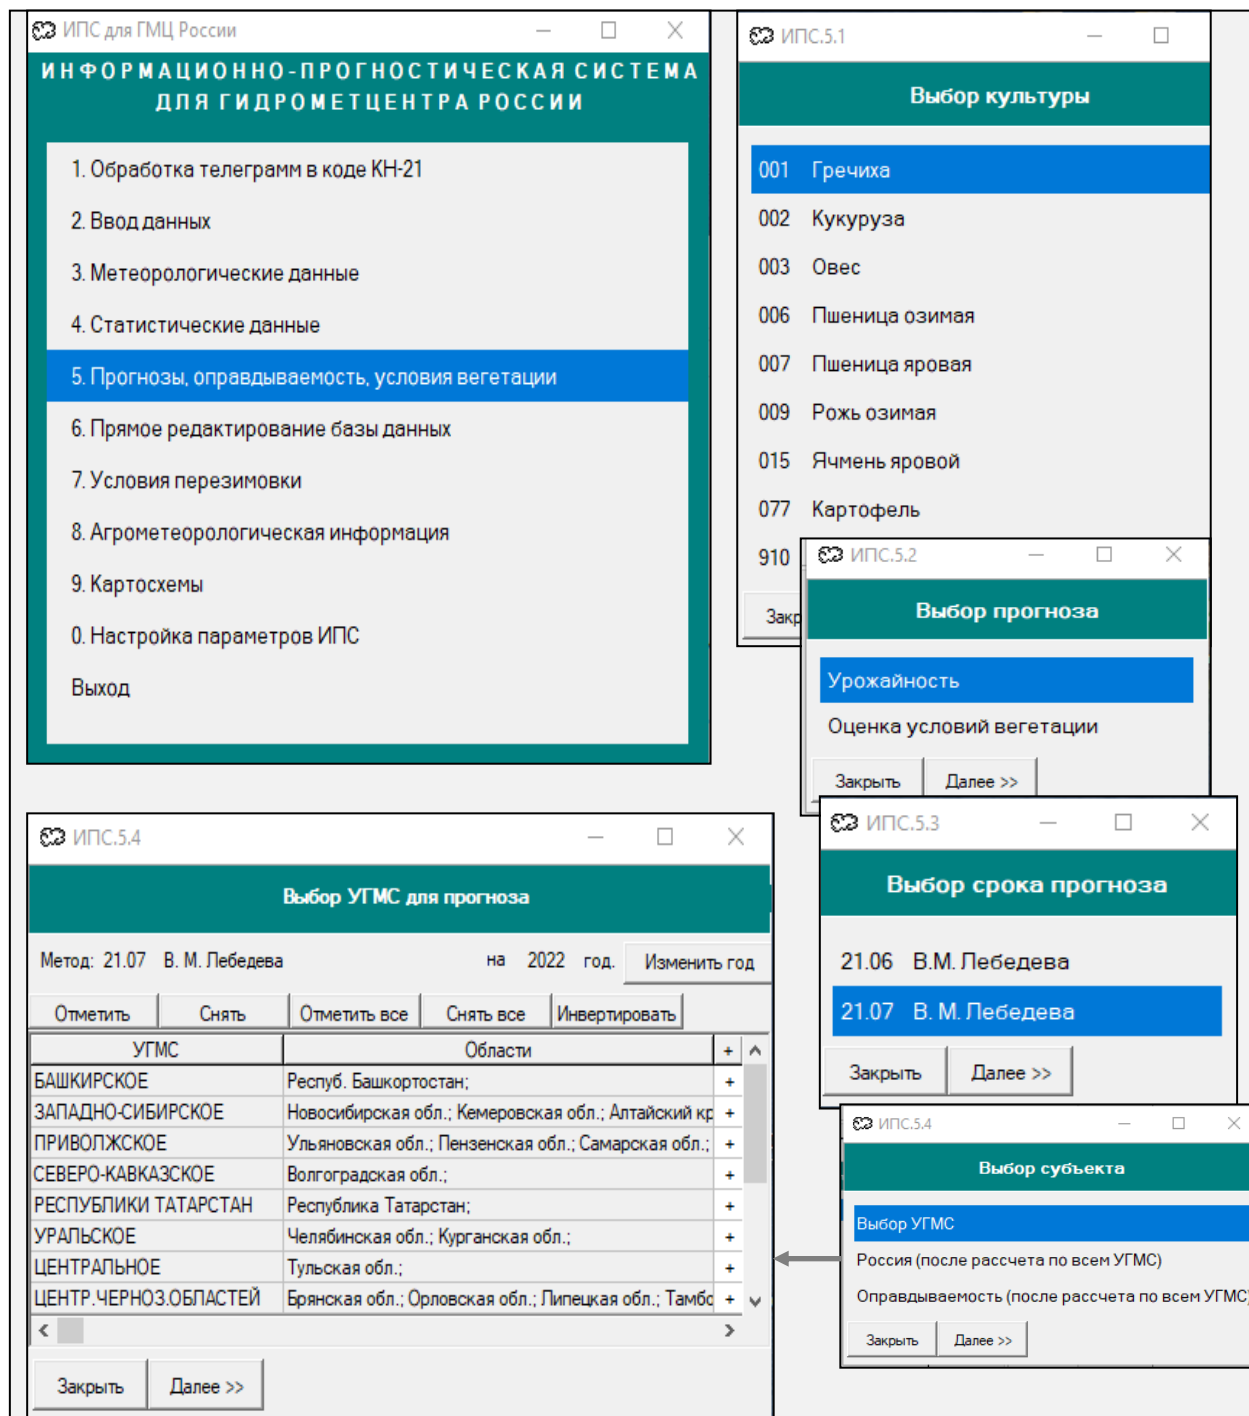 ИПС для ГМЦ России
ИНФОРМАЦИОННО-ПРОГНОСТИЧЕСКАЯ СИСТЕМА
ДЛЯ ГИДРОМЕТЦЕНТРА РОССИИ
1. Обработка телеграмм в коде КН-21
2. Ввод данных
3. Метеорологические данные
4. Статистические данные
5. Прогнозы, оправдываемость, условия вегетации
6. Прямое редактирование базы данных
7. Условия перезимовки
8. Агрометеорологическая информация
9. Картосхемы
0. Настройка параметров ИПС
Выход
ИПС.5.1
Выбор культуры
001 Гречиха
002 Кукуруза
003 Овес
006 Пшеница озимая
007 Пшеница яровая
009 Рожь озимая
015 Ячмень яровой
077 Картофель
910
Закр
ИПС.5.2
Выбор прогноза
Урожайность
Оценка условий вегетации
Закрыть Далее >>
ИПС.5.3
Выбор срока прогноза
21.06 В.М. Лебедева
21.07 В. М. Лебедева
Закрыть Далее >>
ИПС.5.4
Выбор субъекта
Выбор УГМС
Россия (после рассчета по всем УГМС)
Оправдываемость (после рассчета по всем УГМС)
Закрыть Далее >>
ИПС.5.4
Выбор УГМС для прогноза
Метод: 21.07 В. М. Лебедева на 2022 год. Изменить год
Отметить Снять Отметить все Снять все Инвертировать
УГМС Области +
БАШКИРСКОЕ Респуб. Башкортостан; +
ЗАПАДНО-СИБИРСКОЕ Новосибирская обл.; Кемеровская обл.; Алтайский кр +
ПРИВОЛЖСКОЕ Ульяновская обл.; Пензенская обл.; Самарская обл.; +
СЕВЕРО-КАВКАЗСКОЕ Волгоградская обл.; +
РЕСПУБЛИКИ ТАТАРСТАН Республика Татарстан; +
УРАЛЬСКОЕ Челябинская обл.; Курганская обл.; +
ЦЕНТРАЛЬНОЕ Тульская обл.; +
ЦЕНТР.ЧЕРНОЗ.ОБЛАСТЕЙ Брянская обл.; Орловская обл.; Липецкая обл.; Тамбо +
Закрыть Далее >>